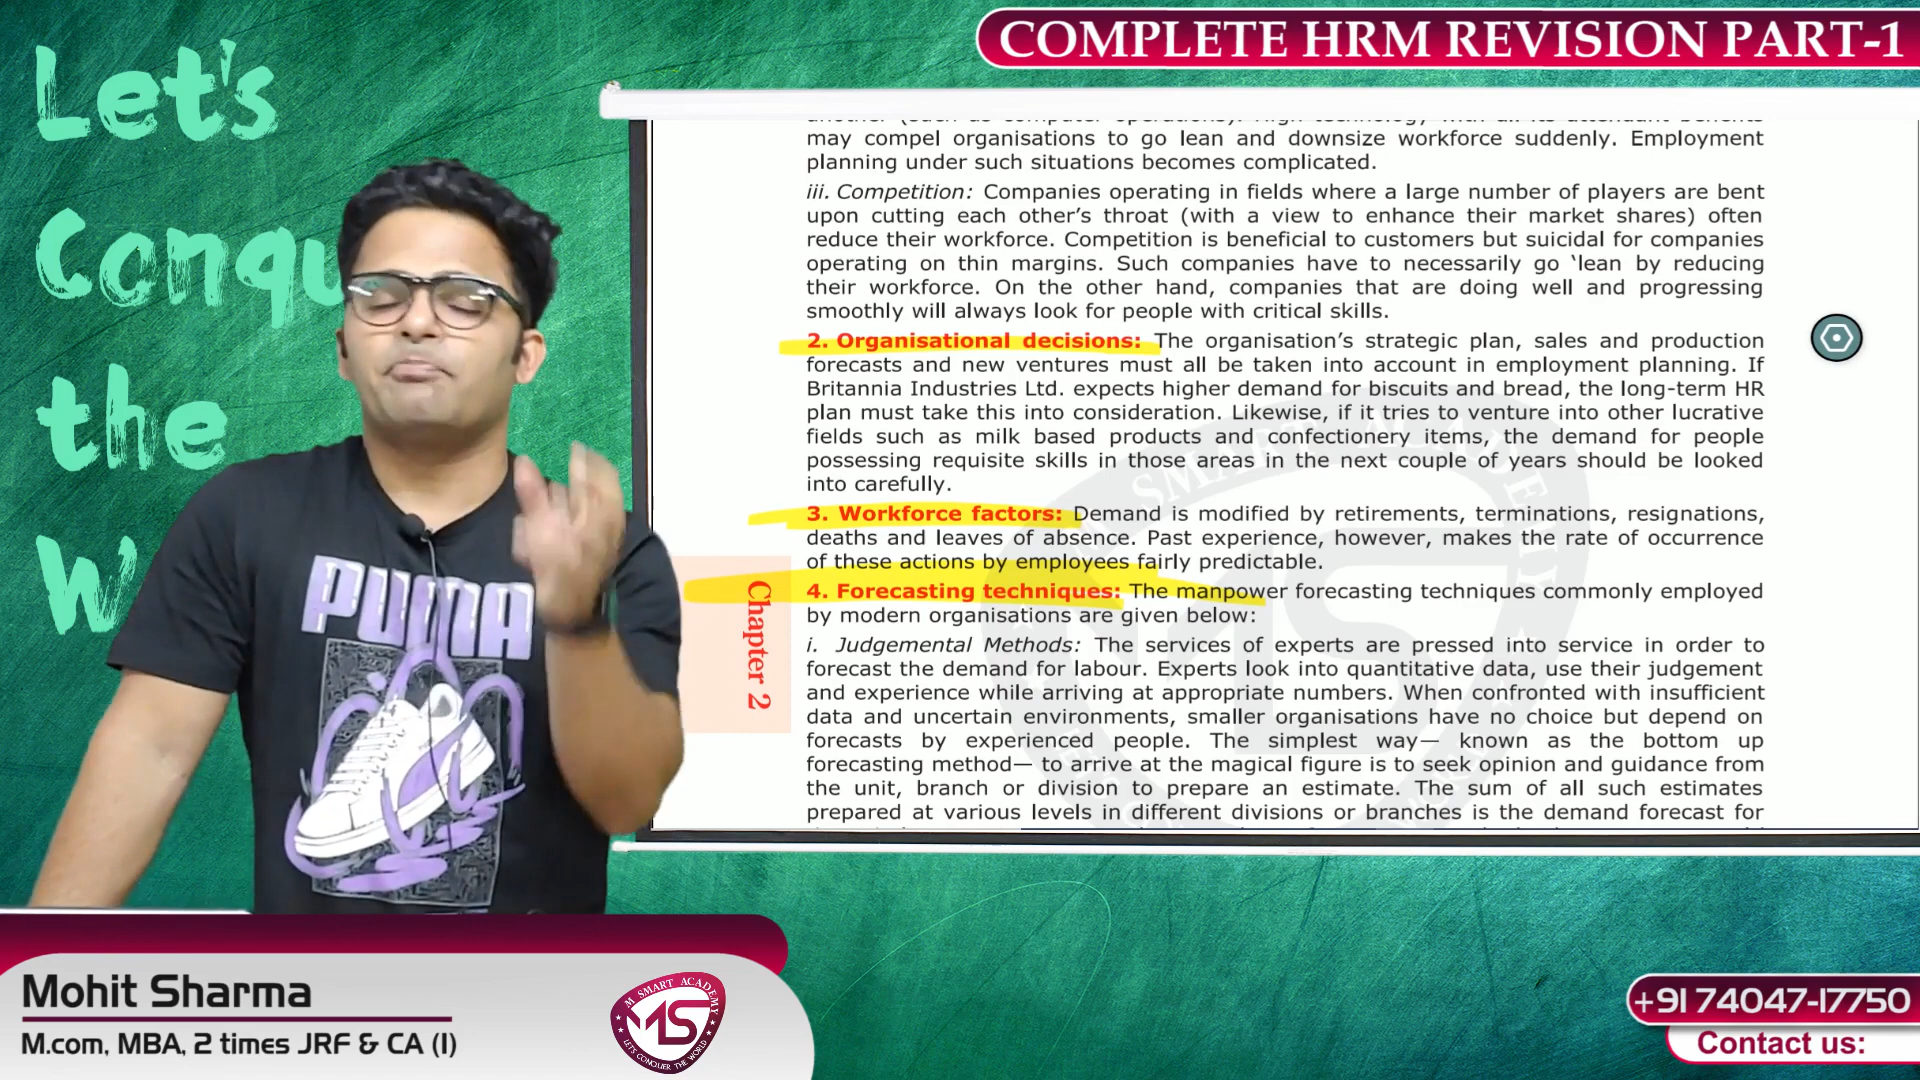 COMPLETE HRM REVISION PART-1
Let's
Conqu
the
W
may compel organisations to go lean and downsize workforce suddenly. Employment
planning under such situations becomes complicated.
iii. Competition: Companies operating in fields where a large number of players are bent
upon cutting each other's throat (with a view to enhance their market shares) often
reduce their workforce. Competition is beneficial to customers but suicidal for companies
operating on thin margins. Such companies have to necessarily go ‘lean by reducing
their workforce. On the other hand, companies that are doing well and progressing
smoothly will always look for people with critical skills.
2. Organisational decisions: The organisation's strategic plan, sales and production
forecasts and new ventures must all be taken into account in employment planning. If
Britannia Industries Ltd. expects higher demand for biscuits and bread, the long-term HR
plan must take this into consideration. Likewise, if it tries to venture into other lucrative
fields such as milk based products and confectionery items, the demand for people
possessing requisite skills in those areas in the next couple of years should be looked
into carefully.
3. Workforce factors: Demand is modified by retirements, terminations, resignations,
deaths and leaves of absence. Past experience, however, makes the rate of occurrence
of these actions by employees fairly predictable.
4. Forecasting techniques: The manpower forecasting techniques commonly employed
by modern organisations are given below:
i. Judgemental Methods: The services of experts are pressed into service in order to
forecast the demand for labour. Experts look into quantitative data, use their judgement
and experience while arriving at appropriate numbers. When confronted with insufficient
data and uncertain environments, smaller organisations have no choice but depend on
forecasts by experienced people. The simplest way— known as the bottom up
forecasting method— to arrive at the magical figure is to seek opinion and guidance from
the unit, branch or division to prepare an estimate. The sum of all such estimates
prepared at various levels in different divisions or branches is the demand forecast for
Chapter 2
PUMA
Mohit Sharma
M.com, MBA, 2 times JRF & CA (I)
M SMART ACADEMY
MS
LET'S CONQUER THE WORLD
+91 74047-17750
Contact us: